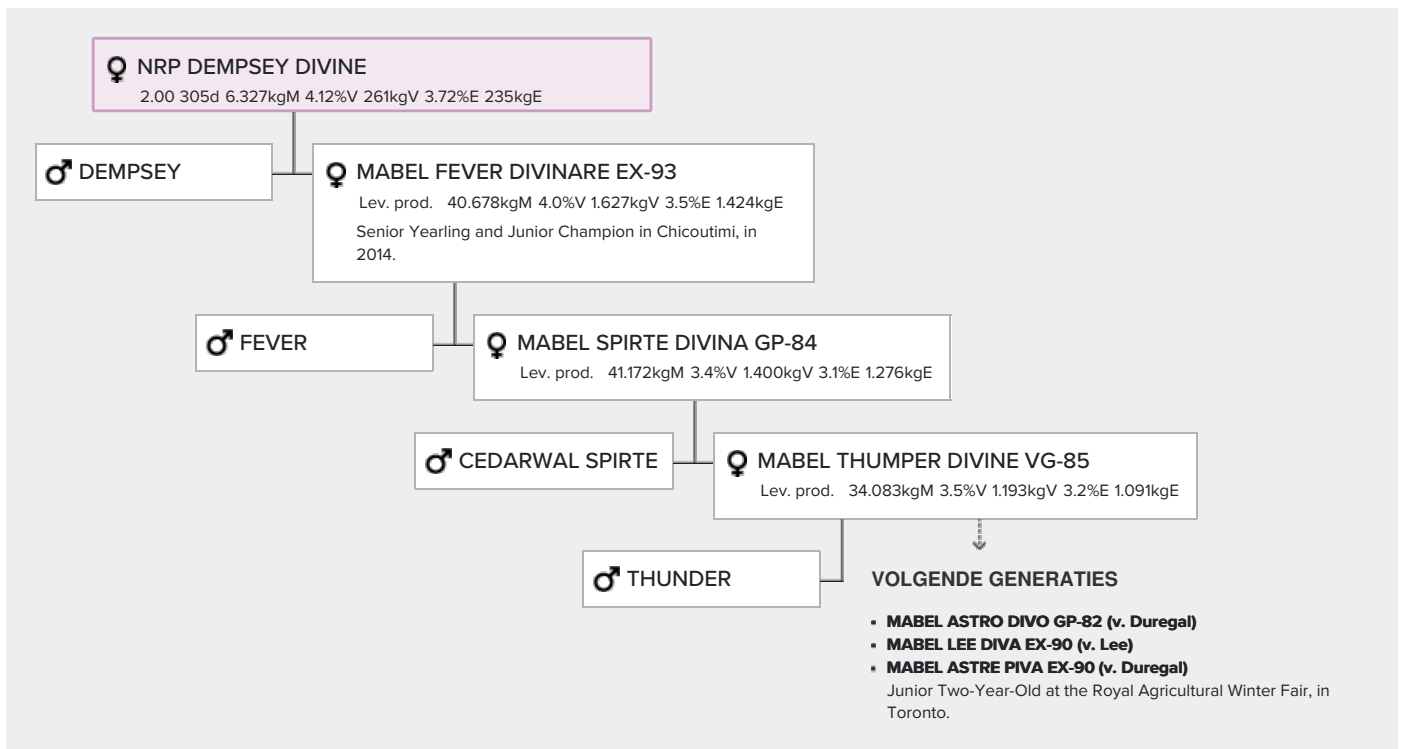 NRP DEMPSEY DIVINE
2.00 305d 6.327kgM 4.12%V 261kgV 3.72%E 235kgE
DEMPSEY
MABEL FEVER DIVINARE EX-93
Lev. prod. 40.678kgM 4.0%V 1.627kgV 3.5%E 1.424kgE
Senior Yearling and Junior Champion in Chicoutimi, in
2014.
FEVER
MABEL SPIRTE DIVINA GP-84
Lev. prod. 41.172kgM 3.4%V 1.400kgV 3.1%E 1.276kgE
CEDARWAL SPIRTE
MABEL THUMPER DIVINE VG-85
Lev. prod. 34.083kgM 3.5%V 1.193kgV 3.2%E 1.091kgE
THUNDER
VOLGENDE GENERATIES
▪ MABEL ASTRO DIVO GP-82 (v. Duregal)
▪ MABEL LEE DIVA EX-90 (v. Lee)
▪ MABEL ASTRE PIVA EX-90 (v. Duregal)
Junior Two-Year-Old at the Royal Agricultural Winter Fair, in
Toronto.